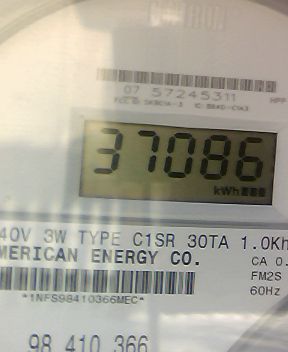 07 57245311
37086
kWh
40V 3W TYPE C1SR 30TA 1.0Kh
MERICAN ENERGY CO.
CA 0.
FM2S
60Hz
*1NFS98410366MEC*
98 410 366